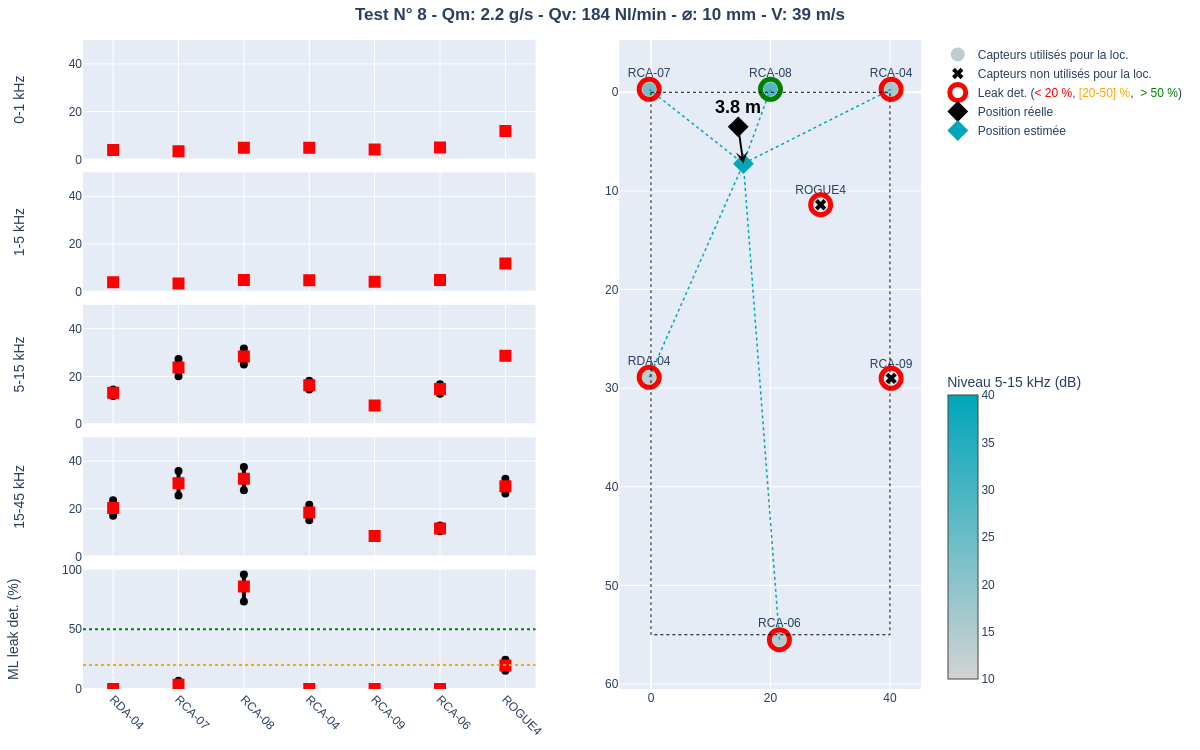 Test N° 8 - Qm: 2.2 g/s - Qv: 184 Nl/min - ⌀: 10 mm - V: 39 m/s
0-1 kHz
40
20
0
1-5 kHz
40
20
0
5-15 kHz
40
20
0
15-45 kHz
40
20
0
ML leak det. (%)
100
50
0
RDA-04
RCA-07
RCA-08
RCA-04
RCA-09
RCA-06
ROGUE4
RCA-07
RCA-08
RCA-04
3.8 m
ROGUE4
RDA-04
RCA-09
RCA-06
0
10
20
30
40
50
60
0
20
40
Capteurs utilisés pour la loc.
Capteurs non utilisés pour la loc.
Leak det. (< 20 %, [20-50] %, > 50 %)
Position réelle
Position estimée
Niveau 5-15 kHz (dB)
40
35
30
25
20
15
10